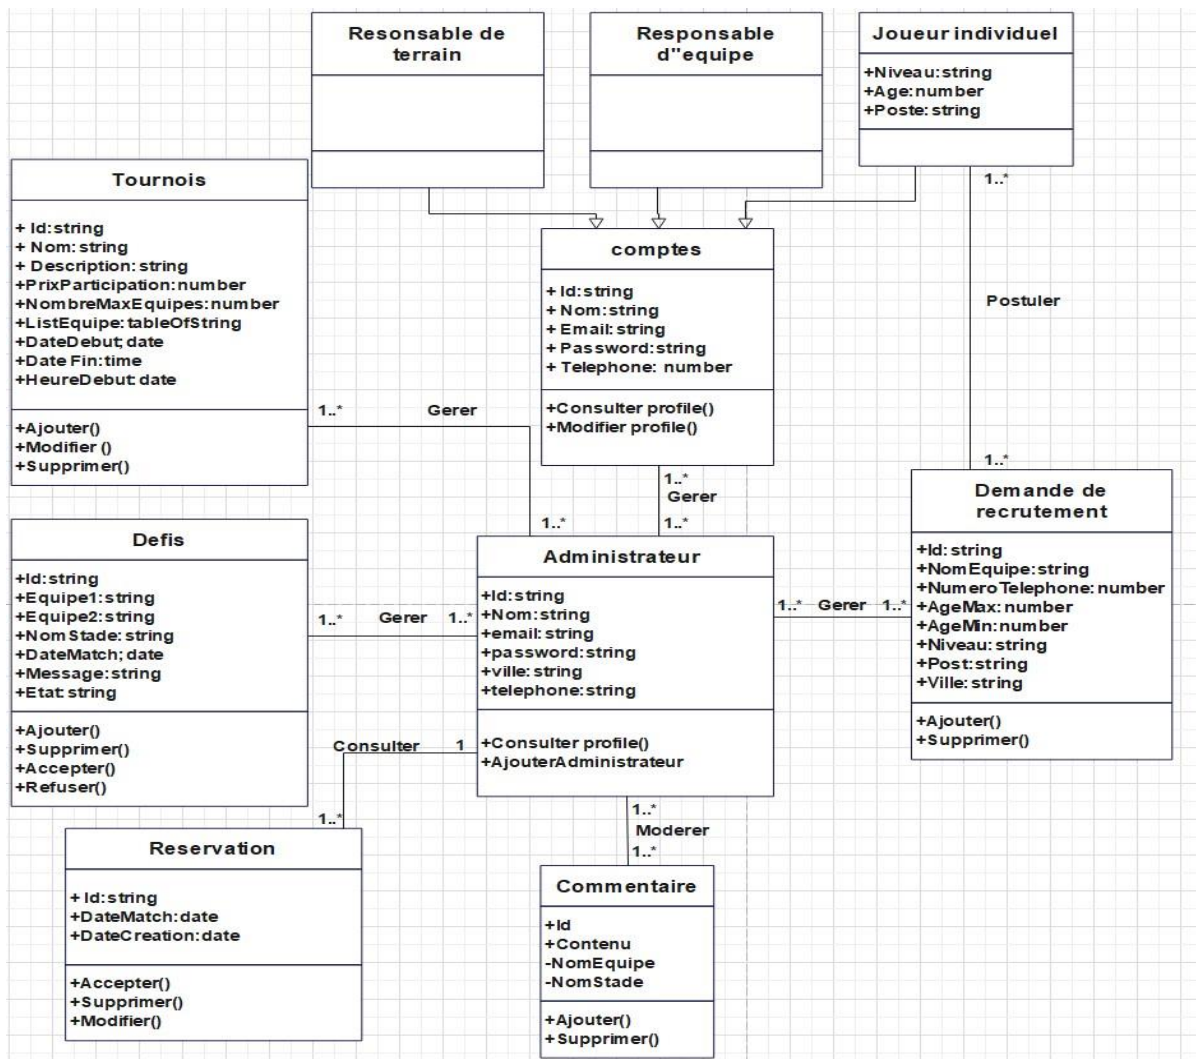 Resonsable de
terrain
Responsable
d"equipe
Joueur individuel
+Niveau:string
+Age:number
+Poste:string
1..*
Postuler
1..*
Tournois
+ Id:string
+ Nom:string
+ Description:string
+PrixParticipation:number
+NombreMaxEquipes:number
+ListEquipe:tableOfString
+DateDebut;date
+Date Fin:time
+HeureDebut:date
+Ajouter()
+Modifier ()
+Supprimer()
1..*
Gerer
1..*
comptes
+ Id:string
+ Nom:string
+ Email:string
+ Password:string
+ Telephone: number
+Consulter profile()
+Modifier profile()
1..*
Gerer
1..*
Demande de
recrutement
+Id:string
+NomEquipe:string
+NumeroTelephone:number
+AgeMax:number
+AgeMin:number
+Niveau:string
+Post:string
+Ville:string
+Ajouter()
+Supprimer()
Defis
+Id:string
+Equipe1:string
+Equipe2:string
+NomStade:string
+DateMatch;date
+Message:string
+Etat:string
+Ajouter()
+Supprimer()
+Accepter()
+Refuser()
1..* Gerer 1..*
Administrateur
+Id:string
+Nom:string
+email:string
+password:string
+ville:string
+telephone:string
+Consulter profile()
+AjouterAdministrateur
1..* Gerer 1..*
Consulter 1
1..*
Reservation
+ Id:string
+DateMatch:date
+DateCreation:date
+Accepter()
+Supprimer()
+Modifier()
1..*
Moderer
1..*
Commentaire
+Id
+Contenu
-NomEquipe
-NomStade
+Ajouter()
+Supprimer()